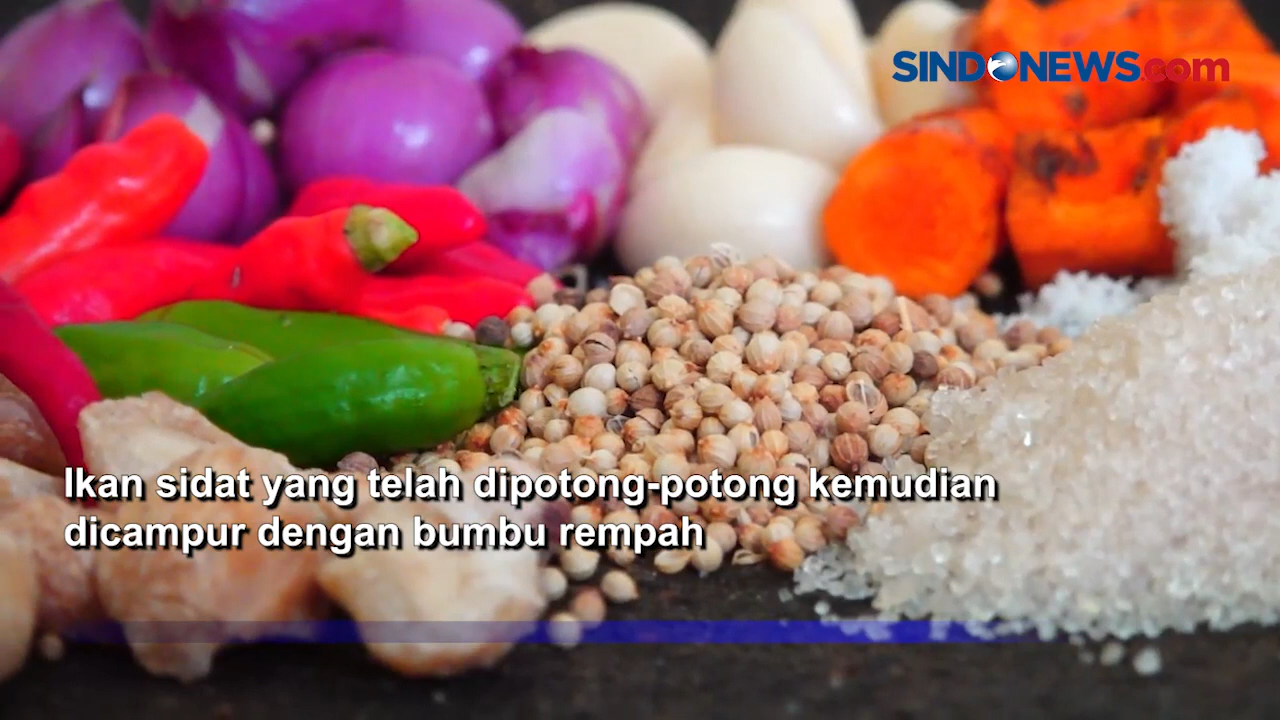 SINDONEWS.com
Ikan sidat yang telah dipotong-potong kemudian
dicampur dengan bumbu rempah